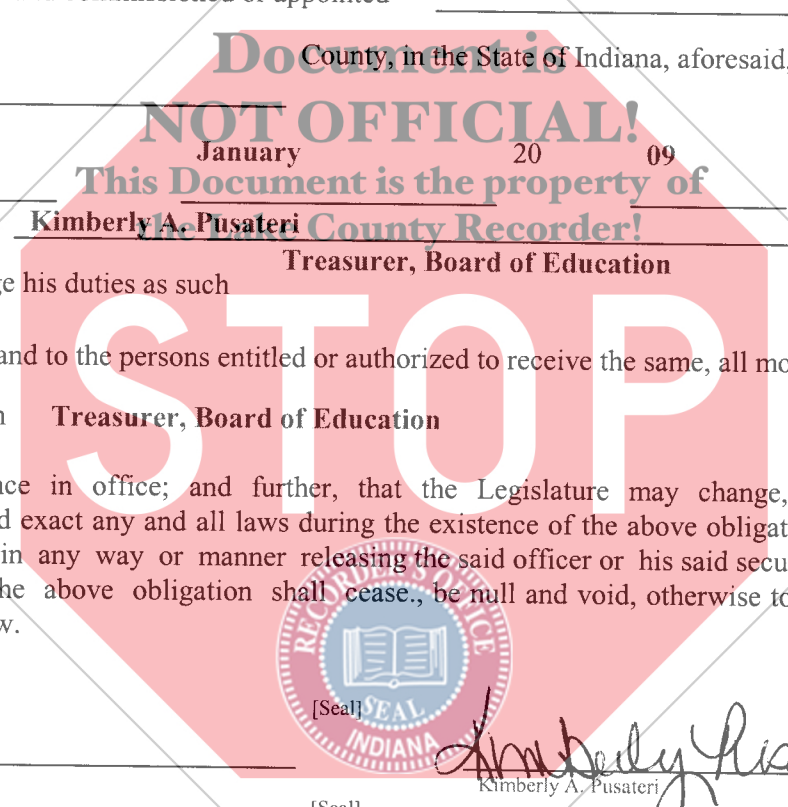 appointed
County, in the State of Indiana, aforesaid,
Document is
NOT OFFICIAL!
January 20 09
This Document is the property of
Kimberly A. Pusateri
the Lake County Recorder!
Treasurer, Board of Education
ge his duties as such
STOP
and to the persons entitled or authorized to receive the same, all mo
n Treasurer, Board of Education
nce in office; and further, that the Legislature may change,
d exact any and all laws during the existence of the above obligat
in any way or manner releasing the said officer or his said secu
he above obligation shall cease., be null and void, otherwise to
w.
RECORDER'S OFFICE
SEAL
INDIANA
[Seal]
Kimberly A. Pusateri
[Seal]